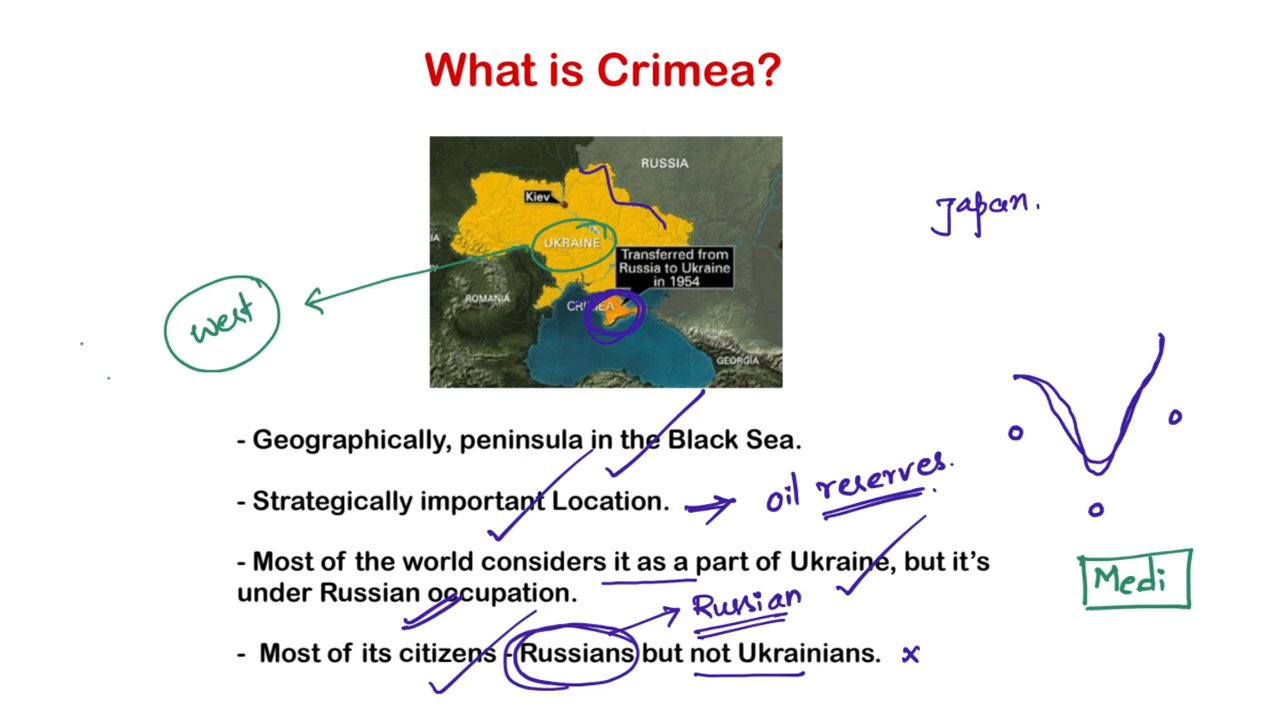 What is Crimea?
RUSSIA
Kiev
Japan.
UKRAINE
IA
Transferred from
Russia to Ukraine
in 1954
ROMANIA
CRIMEA
west
GEORGIA
- Geographically, peninsula in the Black Sea.
- Strategically important Location. → oil reserves.
- Most of the world considers it as a part of Ukraine, but it's
under Russian occupation.
Medi
Russian
- Most of its citizens - Russians but not Ukrainians. x